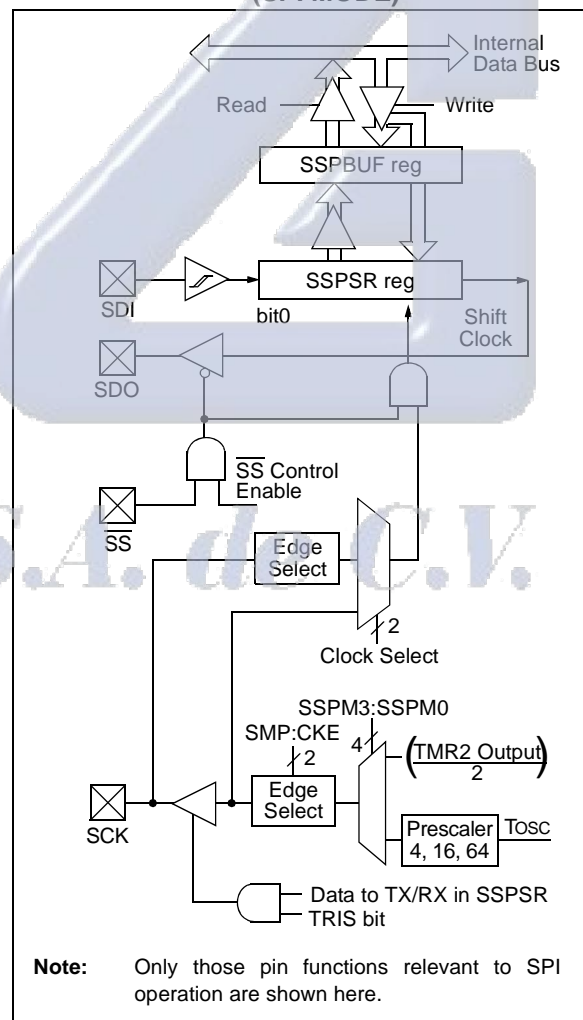 (SPI MODE)
Internal
Data Bus
Read
Write
SSPBUF reg
SSPSR reg
SDI
bit0
Shift
Clock
SDO
SS Control
Enable
SS
Edge
Select
S.A. de C.V.
2
Clock Select
SSPM3:SSPM0
SMP:CKE
4
2
(TMR2 Output)
2
Edge
Select
SCK
Prescaler
4, 16, 64
TOSC
Data to TX/RX in SSPSR
TRIS bit
Note: Only those pin functions relevant to SPI
operation are shown here.